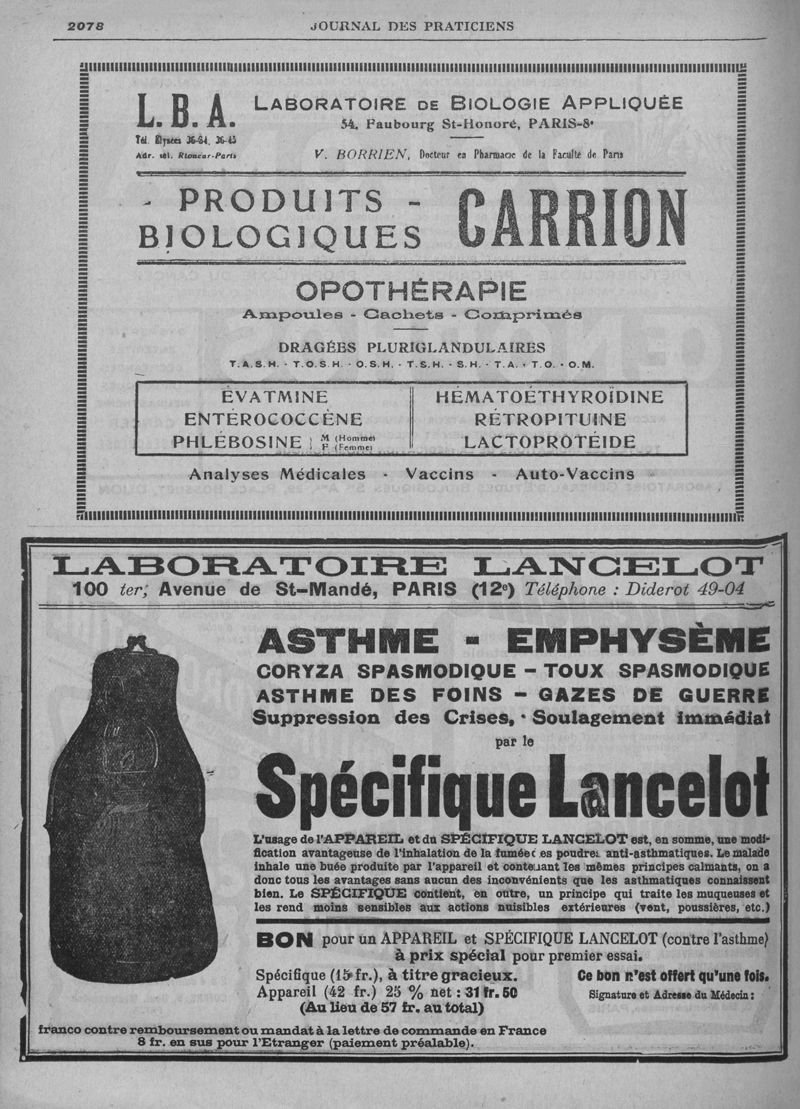 2078
JOURNAL DES PRATICIENS
L.B.A.
LABORATOIRE DE BIOLOGIE APPLIQUÉE
54, Faubourg St-Honoré, PARIS-8e
Tél. Élysées 36-64, 36-45
Adr. tél. Rioncar-Paris
V. BORRIEN, Docteur en Pharmacie de la Faculté de Paris
- PRODUITS -
BIOLOGIQUES
CARRION
OPOTHÉRAPIE
Ampoules - Cachets - Comprimés
DRAGÉES PLURIGLANDULAIRES
T.A.S.H. - T.O.S.H. - O.S.H. - T.S.H. - S.H. - T.A. - T.O. - O.M.
ÉVATMINE
ENTÉROCOCCÈNE
PHLÉBOSINE
M (Homme)
F (Femme)
HÉMATOÉTHYROÏDINE
RÉTROPITUINE
LACTOPROTÉIDE
Analyses Médicales - Vaccins - Auto-Vaccins
LABORATOIRE LANCELOT
100 ter, Avenue de St-Mandé, PARIS (12e) Téléphone : Diderot 49-04
ASTHME - EMPHYSÈME
CORYZA SPASMODIQUE - TOUX SPASMODIQUE
ASTHME DES FOINS - GAZES DE GUERRE
Suppression des Crises, - Soulagement immédiat
par le
Spécifique Lancelot
L'usage de l'APPAREIL et du SPÉCIFIQUE LANCELOT est, en somme, une modi-
fication avantageuse de l'inhalation de la fumée des poudres anti-asthmatiques. Le malade
inhale une buée produite par l'appareil et contenant les mêmes principes calmants, on a
donc tous les avantages sans aucun des inconvénients que les asthmatiques connaissent
bien. Le SPÉCIFIQUE contient, en outre, un principe qui traite les muqueuses et
les rend moins sensibles aux actions nuisibles extérieures (vent, poussières, etc.)
BON pour un APPAREIL et SPÉCIFIQUE LANCELOT (contre l'asthme)
à prix spécial pour premier essai.
Spécifique (15 fr.), à titre gracieux.
Appareil (42 fr.) 25 % net : 31 fr. 50
(Au lieu de 57 fr. au total)
Ce bon n'est offert qu'une fois.
Signature et Adresse du Médecin :
franco contre remboursement ou mandat à la lettre de commande en France
8 fr. en sus pour l'Etranger (paiement préalable).